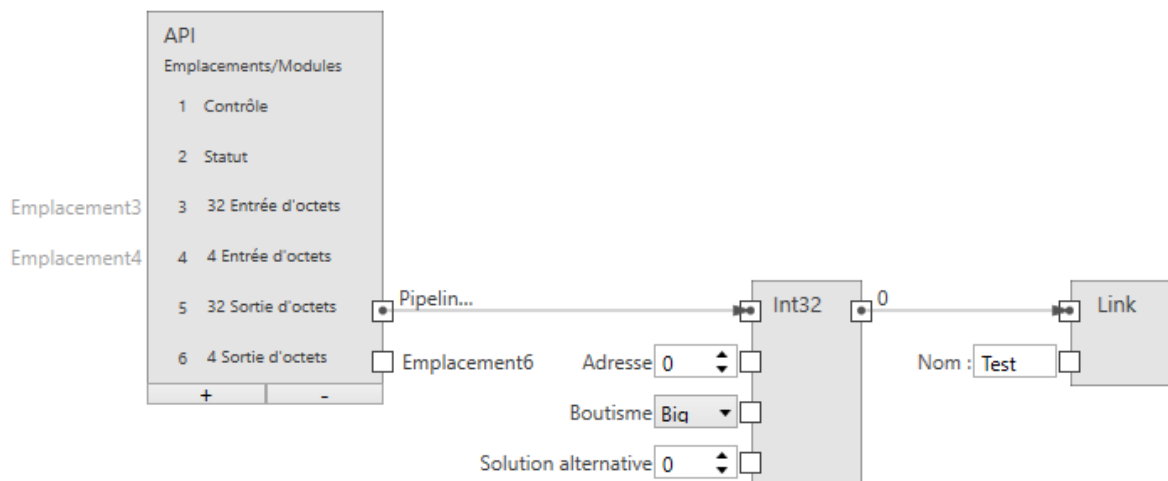 API
Emplacements/Modules
1 Contrôle
2 Statut
Emplacement3 3 32 Entrée d'octets
Emplacement4 4 4 Entrée d'octets
5 32 Sortie d'octets Pipelin... Int32 0 Link
6 4 Sortie d'octets Emplacement6 Adresse 0 Nom : Test
+ -
Boutisme Big
Solution alternative 0